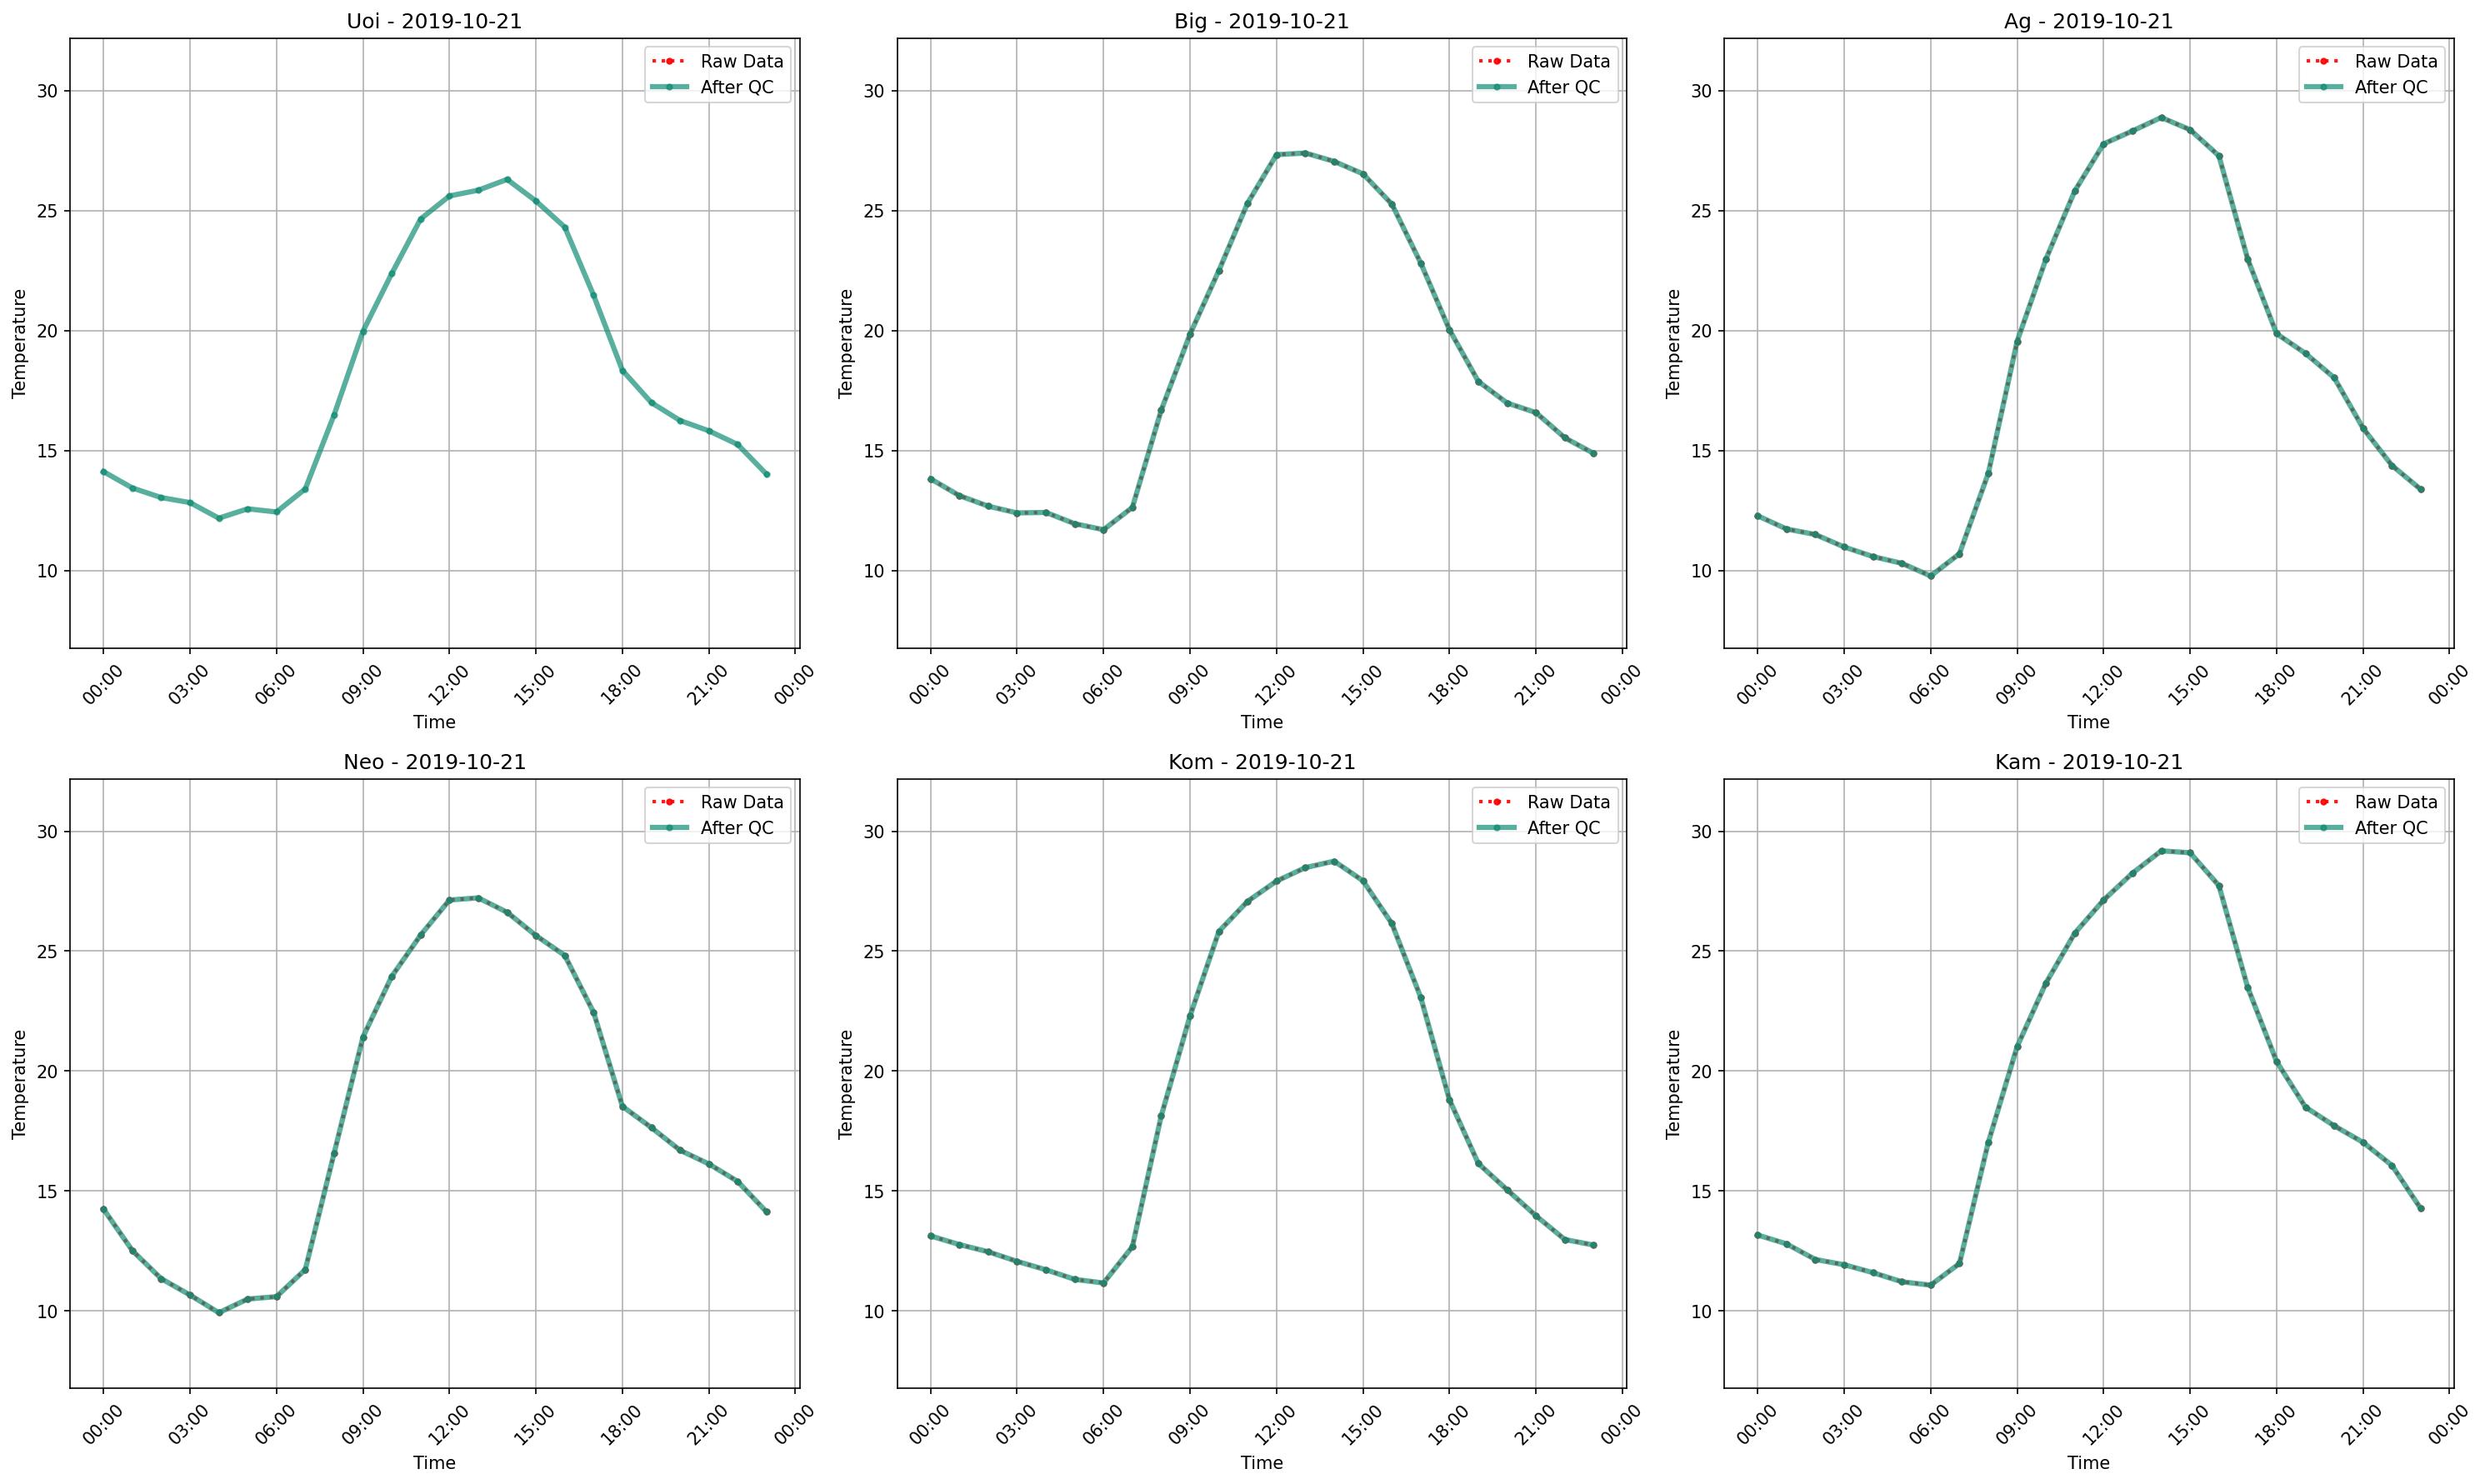 Uoi - 2019-10-21
Raw Data
After QC
30
25
20
15
10
Temperature
00:00
03:00
06:00
09:00
12:00
15:00
18:00
21:00
00:00
Time
Big - 2019-10-21
Raw Data
After QC
30
25
20
15
10
Temperature
00:00
03:00
06:00
09:00
12:00
15:00
18:00
21:00
00:00
Time
Ag - 2019-10-21
Raw Data
After QC
30
25
20
15
10
Temperature
00:00
03:00
06:00
09:00
12:00
15:00
18:00
21:00
00:00
Time
Neo - 2019-10-21
Raw Data
After QC
30
25
20
15
10
Temperature
00:00
03:00
06:00
09:00
12:00
15:00
18:00
21:00
00:00
Time
Kom - 2019-10-21
Raw Data
After QC
30
25
20
15
10
Temperature
00:00
03:00
06:00
09:00
12:00
15:00
18:00
21:00
00:00
Time
Kam - 2019-10-21
Raw Data
After QC
30
25
20
15
10
Temperature
00:00
03:00
06:00
09:00
12:00
15:00
18:00
21:00
00:00
Time